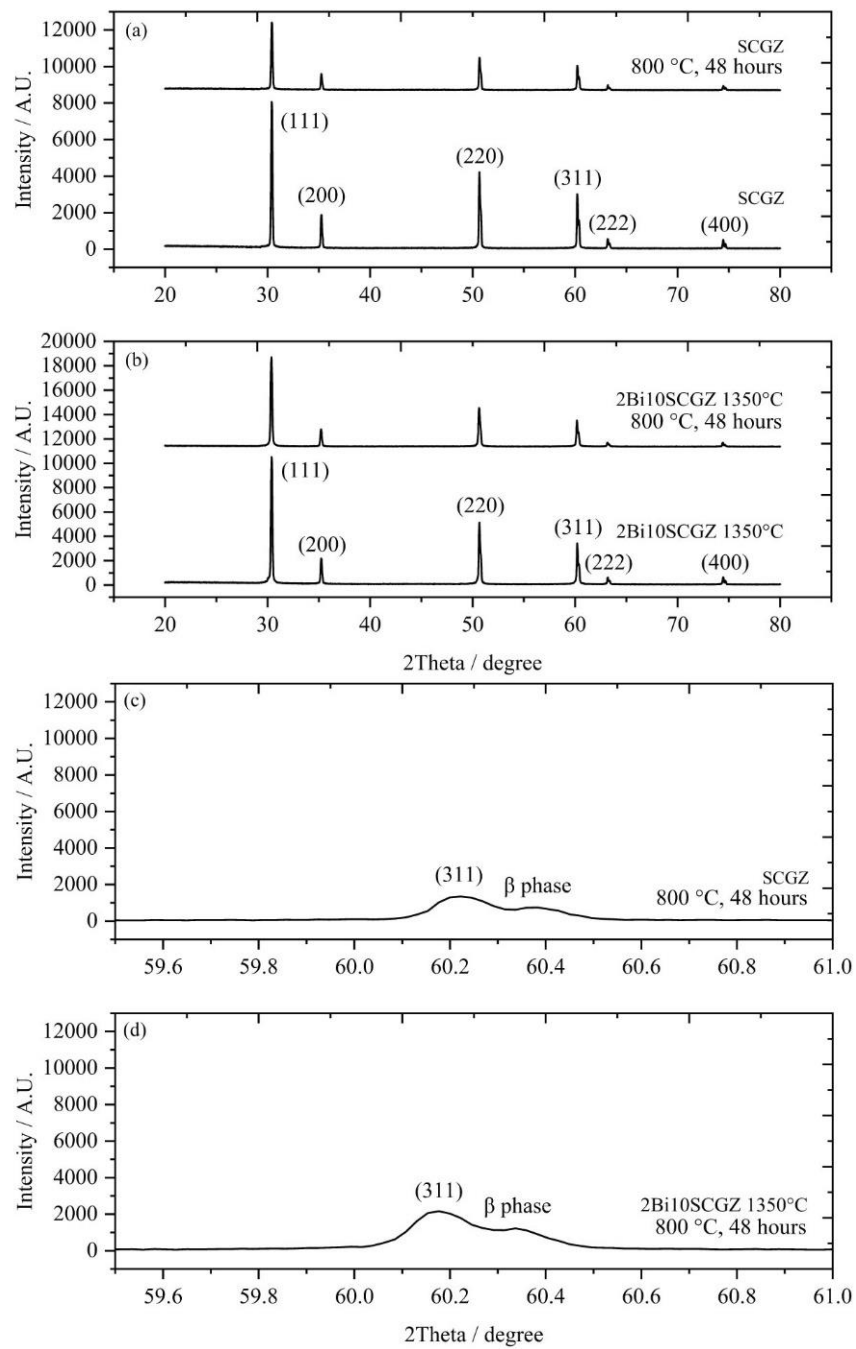 (a)
12000
10000
8000
6000
4000
2000
0
Intensity / A.U.
SCGZ
800 °C, 48 hours
(111)
(200)
(220)
(311)
(222)
(400)
SCGZ
20 30 40 50 60 70 80
(b)
20000
18000
16000
14000
12000
10000
8000
6000
4000
2000
0
Intensity / A.U.
2Bi10SCGZ 1350°C
800 °C, 48 hours
(111)
(200)
(220)
(311)
(222)
(400)
2Bi10SCGZ 1350°C
20 30 40 50 60 70 80
2Theta / degree
(c)
12000
10000
8000
6000
4000
2000
0
Intensity / A.U.
(311)
β phase
SCGZ
800 °C, 48 hours
59.6 59.8 60.0 60.2 60.4 60.6 60.8 61.0
(d)
12000
10000
8000
6000
4000
2000
0
Intensity / A.U.
(311)
β phase
2Bi10SCGZ 1350°C
800 °C, 48 hours
59.6 59.8 60.0 60.2 60.4 60.6 60.8 61.0
2Theta / degree